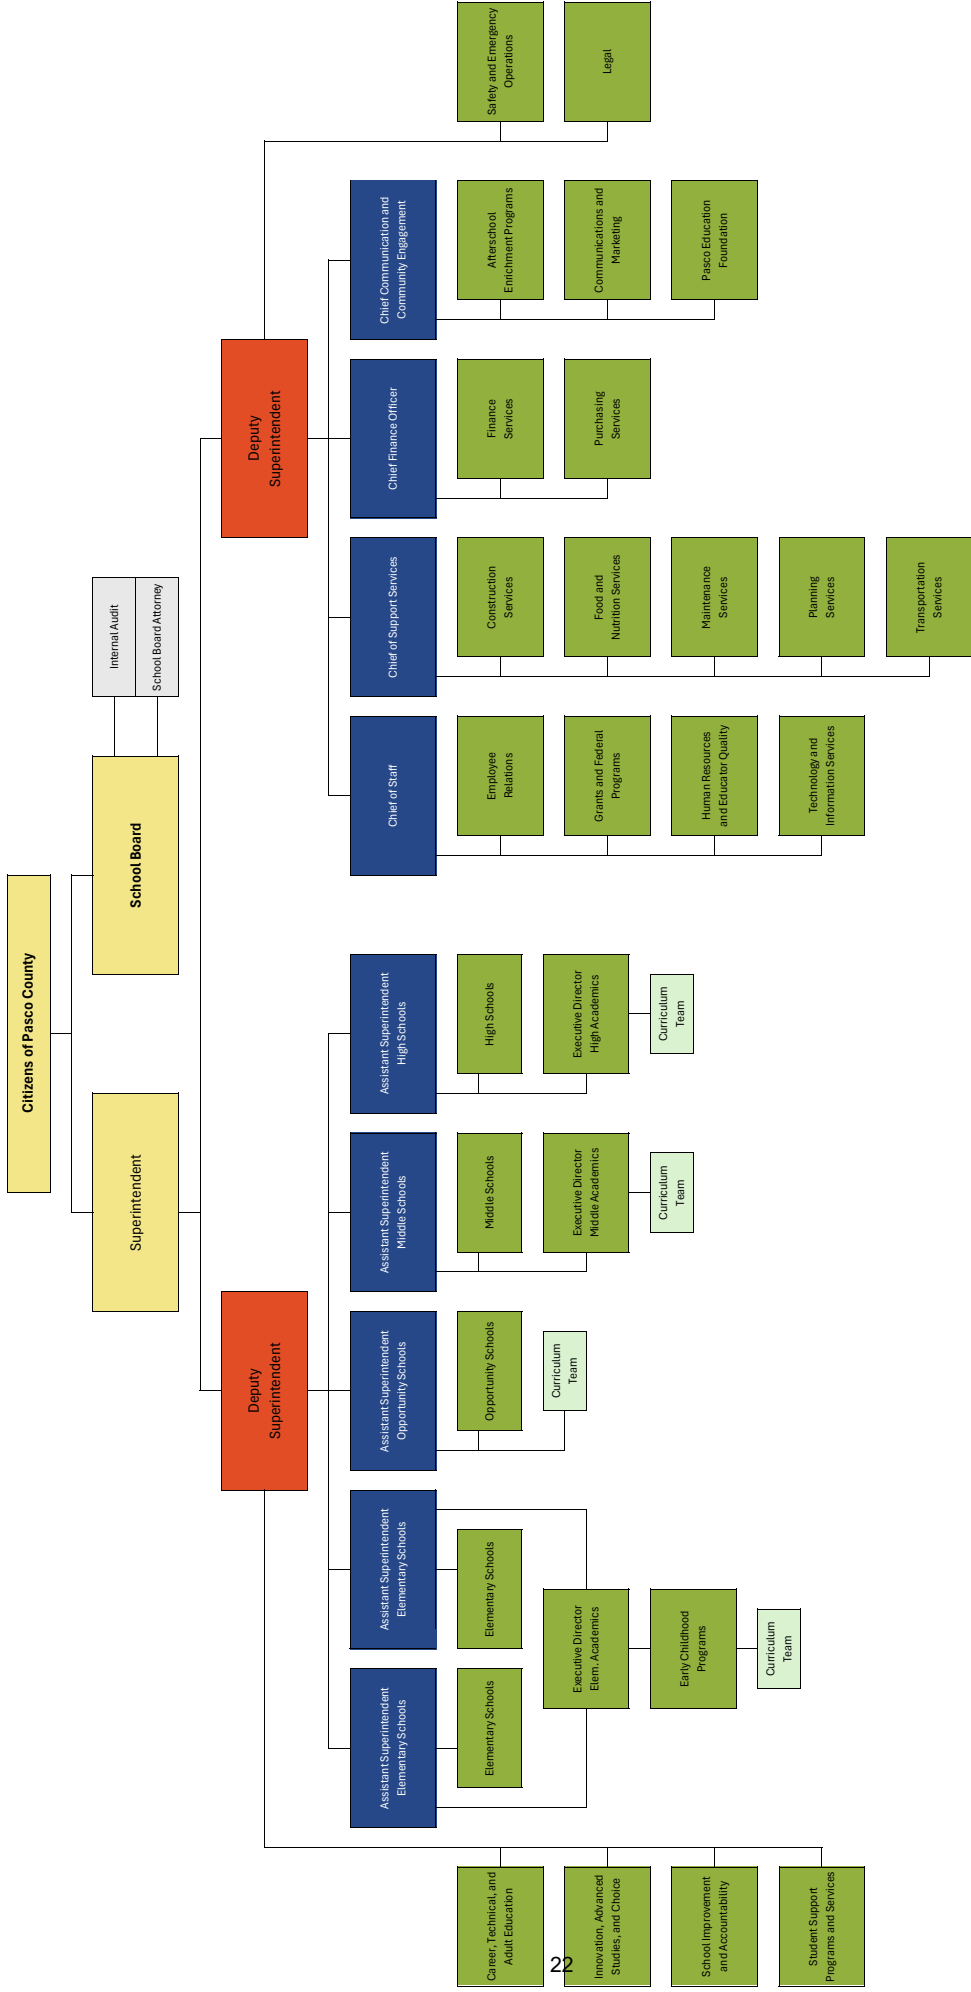 Citizens of Pasco County
Superintendent
School Board
Internal Audit
School Board Attorney
Deputy
Superintendent
Deputy
Superintendent
Career, Technical, and
Adult Education
Innovation, Advanced
Studies, and Choice
School Improvement
and Accountability
Student Support
Programs and Services
Assistant Superintendent
Elementary Schools
Elementary Schools
Assistant Superintendent
Elementary Schools
Elementary Schools
Executive Director
Elem. Academics
Early Childhood
Programs
Curriculum
Team
Assistant Superintendent
Opportunity Schools
Opportunity Schools
Curriculum
Team
Assistant Superintendent
Middle Schools
Middle Schools
Executive Director
Middle Academics
Curriculum
Team
Assistant Superintendent
High Schools
High Schools
Executive Director
High Academics
Curriculum
Team
Chief of Staff
Employee
Relations
Grants and Federal
Programs
Human Resources
and Educator Quality
Technology and
Information Services
Chief of Support Services
Construction
Services
Food and
Nutrition Services
Maintenance
Services
Planning
Services
Transportation
Services
Chief Finance Officer
Finance
Services
Purchasing
Services
Chief Communication and
Community Engagement
Afterschool
Enrichment Programs
Communications and
Marketing
Pasco Education
Foundation
Safety and Emergency
Operations
Legal
22